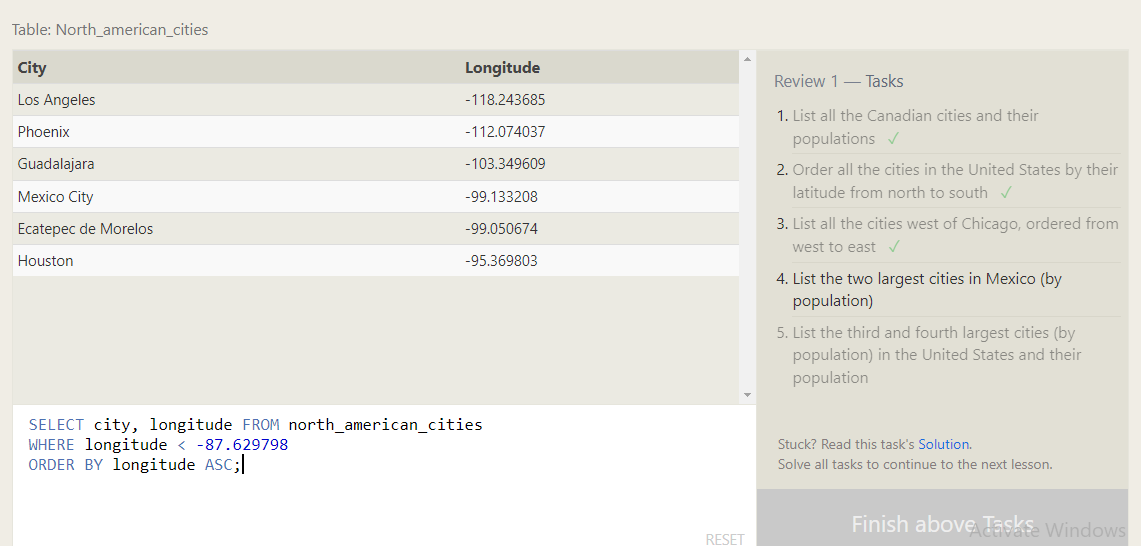 Table: North_american_cities
City Longitude
Los Angeles -118.243685
Phoenix -112.074037
Guadalajara -103.349609
Mexico City -99.133208
Ecatepec de Morelos -99.050674
Houston -95.369803
SELECT city, longitude FROM north_american_cities
WHERE longitude < -87.629798
ORDER BY longitude ASC;
RESET
Review 1 — Tasks
1. List all the Canadian cities and their
populations ✓
2. Order all the cities in the United States by their
latitude from north to south ✓
3. List all the cities west of Chicago, ordered from
west to east ✓
4. List the two largest cities in Mexico (by
population)
5. List the third and fourth largest cities (by
population) in the United States and their
population
Stuck? Read this task's Solution.
Solve all tasks to continue to the next lesson.
Finish above Tasks
Activate Windows